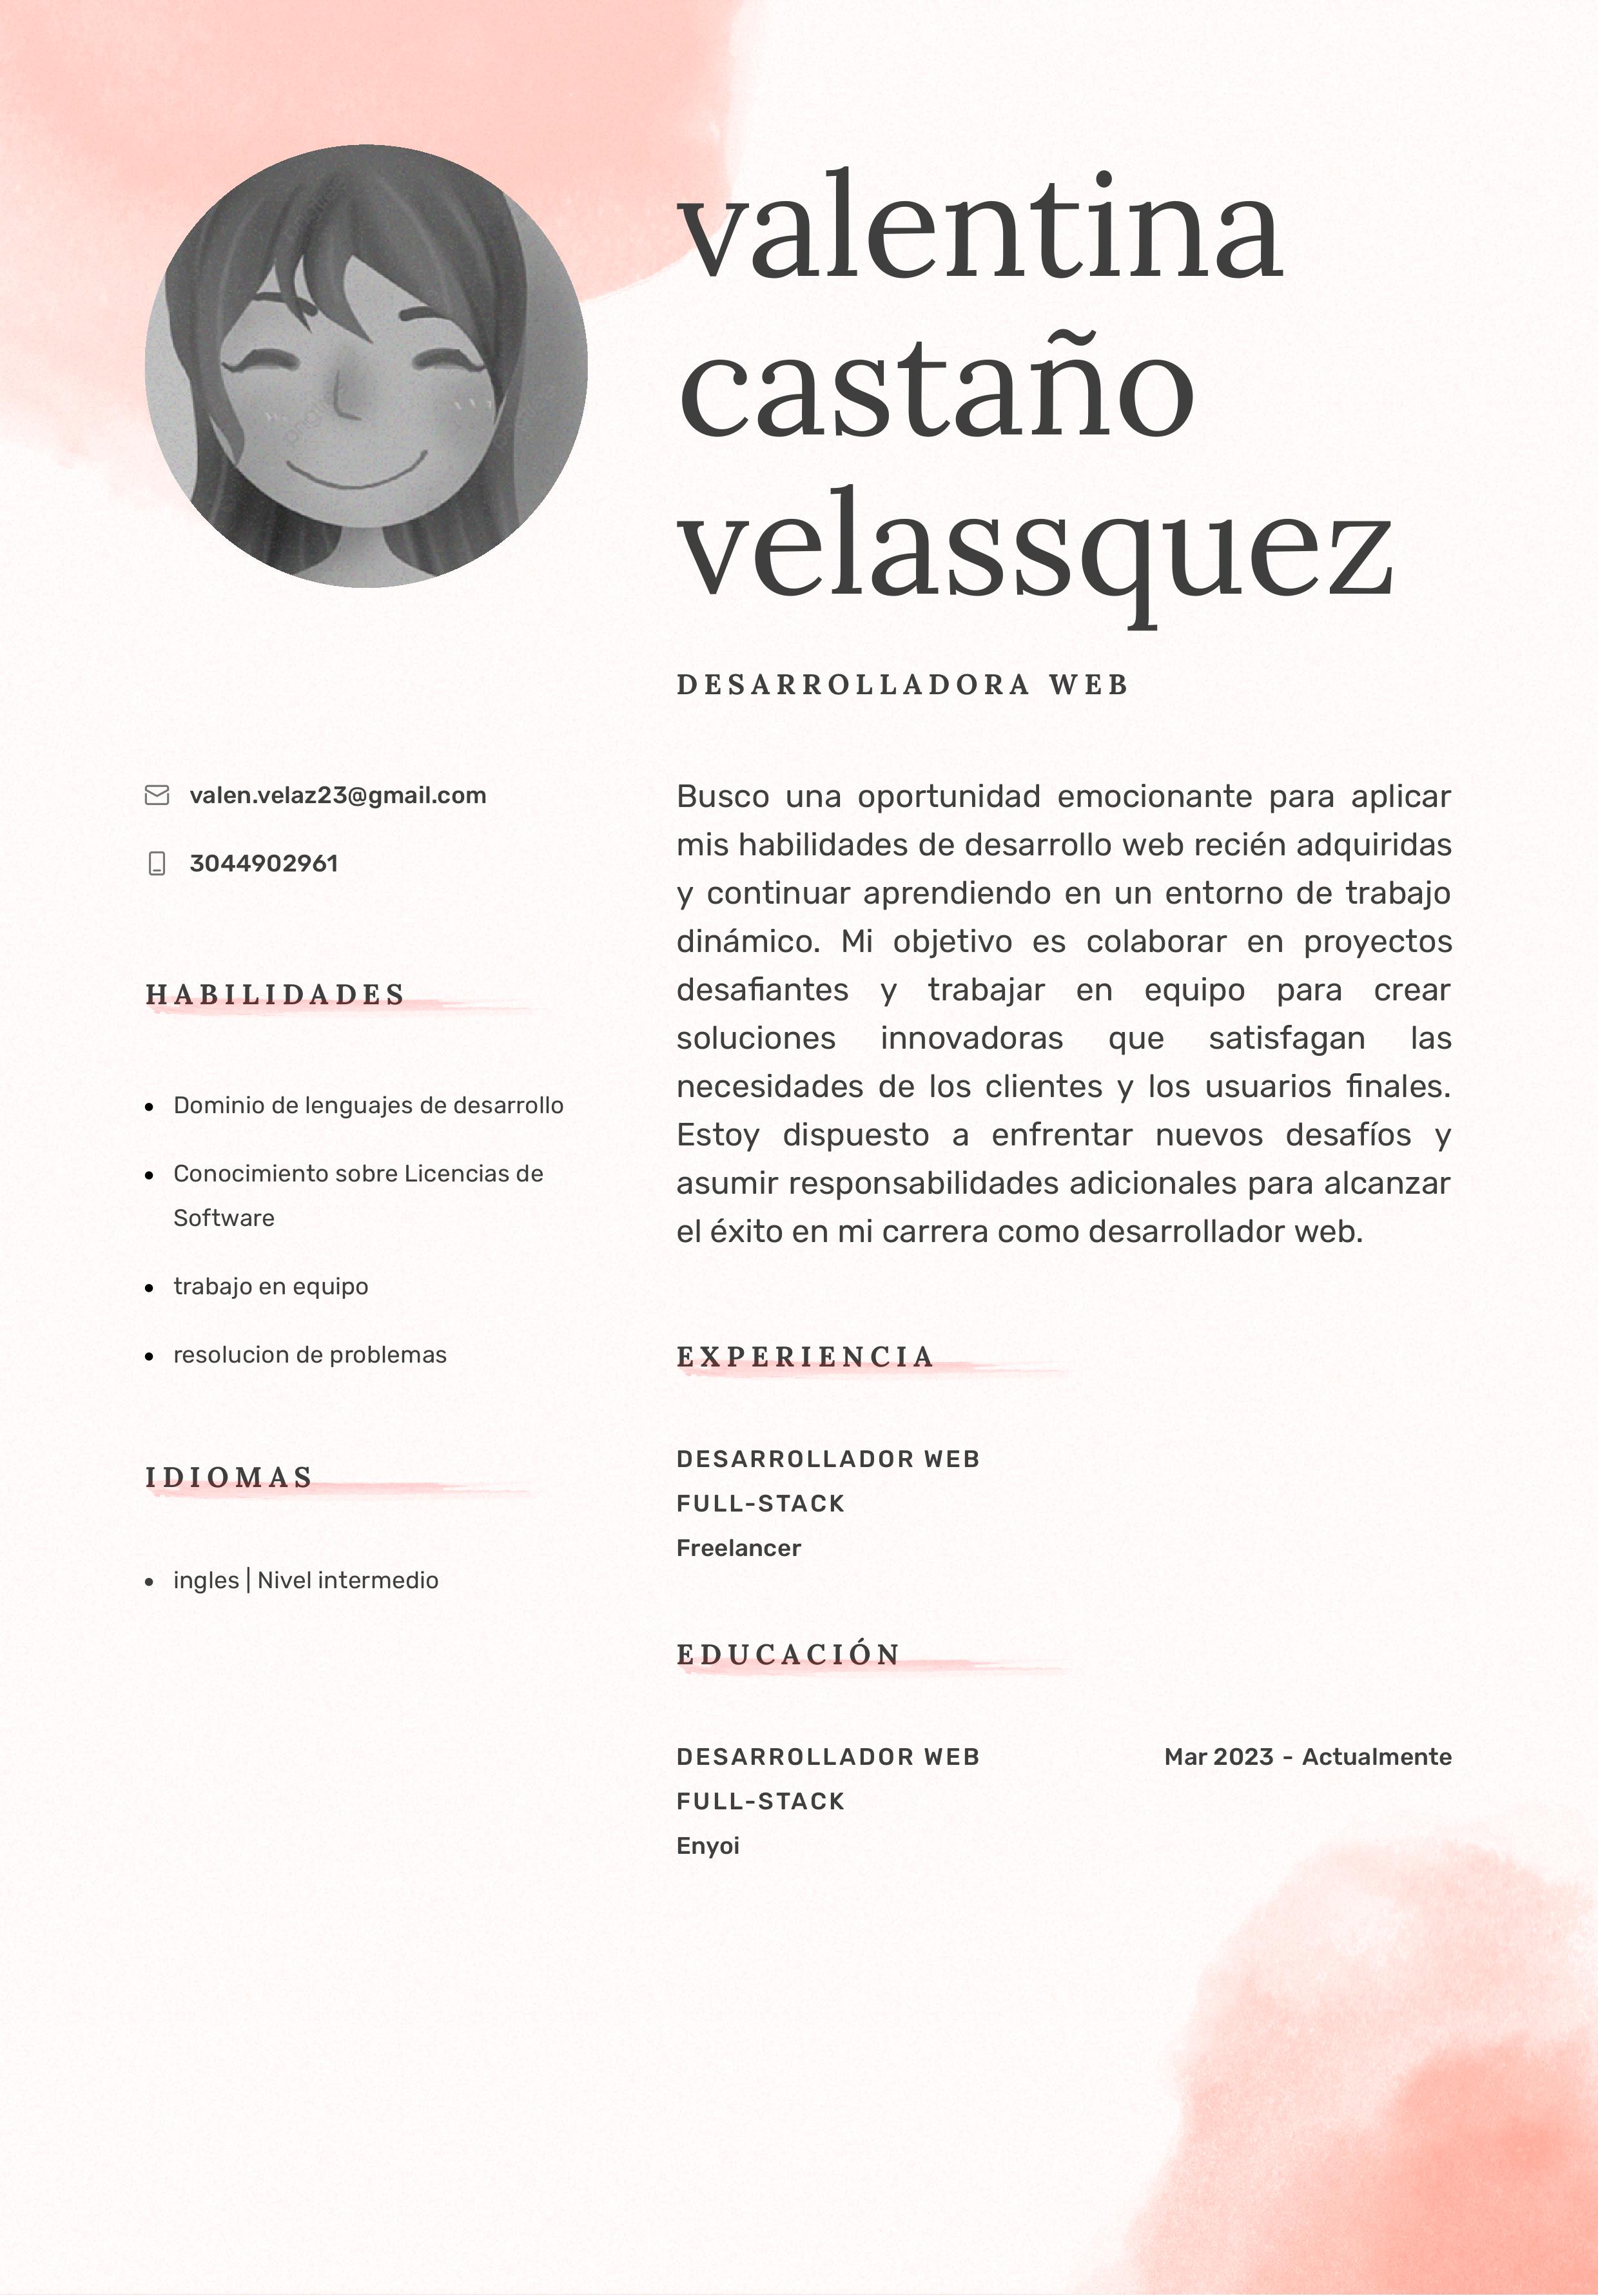 valentina
castaño
velassquez
DESARROLLADORA WEB
valen.velaz23@gmail.com
3044902961
HABILIDADES
Dominio de lenguajes de desarrollo
Conocimiento sobre Licencias de
Software
trabajo en equipo
resolucion de problemas
IDIOMAS
ingles | Nivel intermedio
Busco una oportunidad emocionante para aplicar
mis habilidades de desarrollo web recién adquiridas
y continuar aprendiendo en un entorno de trabajo
dinámico. Mi objetivo es colaborar en proyectos
desafiantes y trabajar en equipo para crear
soluciones innovadoras que satisfagan las
necesidades de los clientes y los usuarios finales.
Estoy dispuesto a enfrentar nuevos desafíos y
asumir responsabilidades adicionales para alcanzar
el éxito en mi carrera como desarrollador web.
EXPERIENCIA
DESARROLLADOR WEB
FULL-STACK
Freelancer
EDUCACIÓN
DESARROLLADOR WEB Mar 2023 - Actualmente
FULL-STACK
Enyoi